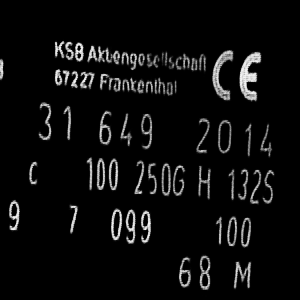 KSB Aktiengesellschaft CE
67227 Frankenthal
31 649 2014
C 100 250G H 132S
9 7 099 100
68 M